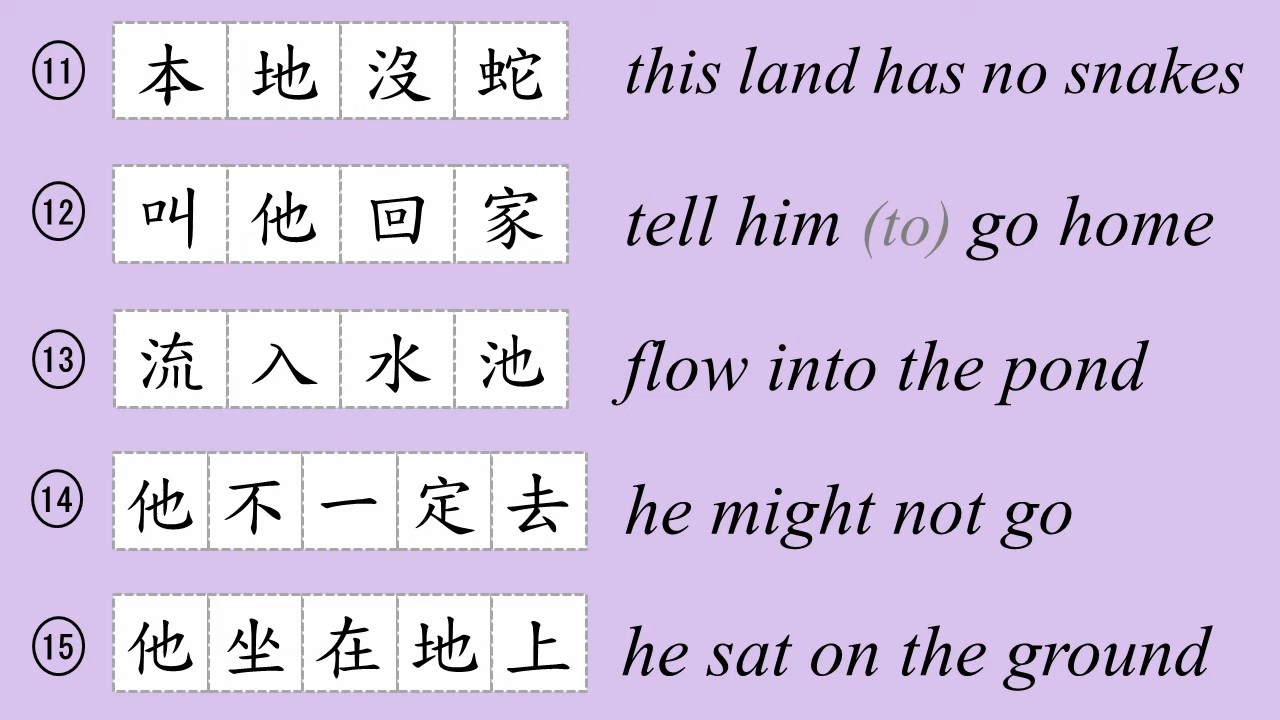 ⑪ 本地沒蛇 this land has no snakes
⑫ 叫他回家 tell him (to) go home
⑬ 流入水池 flow into the pond
⑭ 他不一定去 he might not go
⑮ 他坐在地上 he sat on the ground